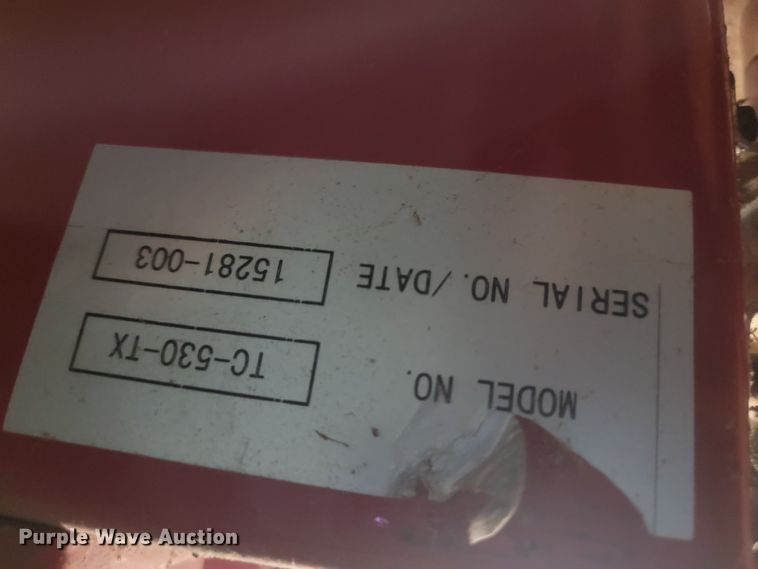 MODEL NO. TC-530-TX
SERIAL NO./DATE 15281-003
Purple Wave Auction